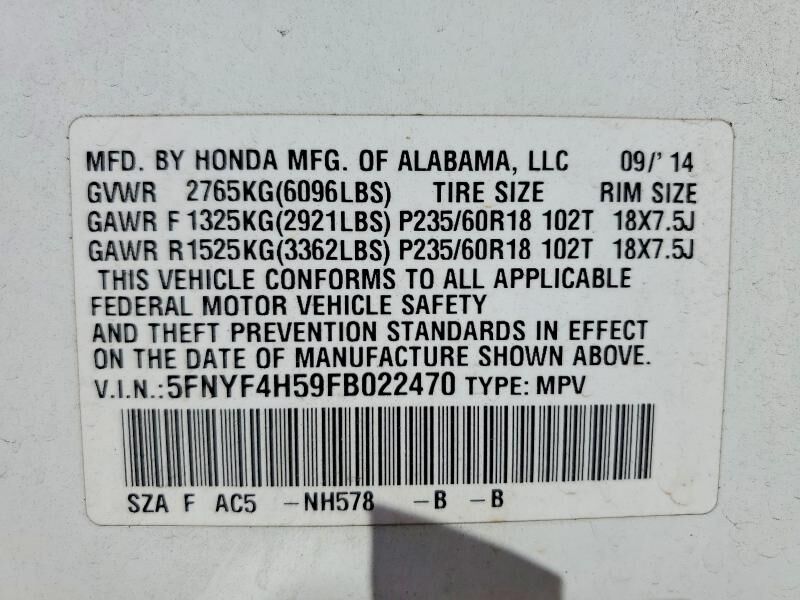 MFD. BY HONDA MFG. OF ALABAMA, LLC 09/'14
GVWR 2765KG(6096LBS) TIRE SIZE RIM SIZE
GAWR F 1325KG(2921LBS) P235/60R18 102T 18X7.5J
GAWR R1525KG(3362LBS) P235/60R18 102T 18X7.5J
THIS VEHICLE CONFORMS TO ALL APPLICABLE
FEDERAL MOTOR VEHICLE SAFETY
AND THEFT PREVENTION STANDARDS IN EFFECT
ON THE DATE OF MANUFACTURE SHOWN ABOVE.
V.I.N.:5FNYF4H59FB022470 TYPE: MPV
SZA F AC5 -NH578 -B -B